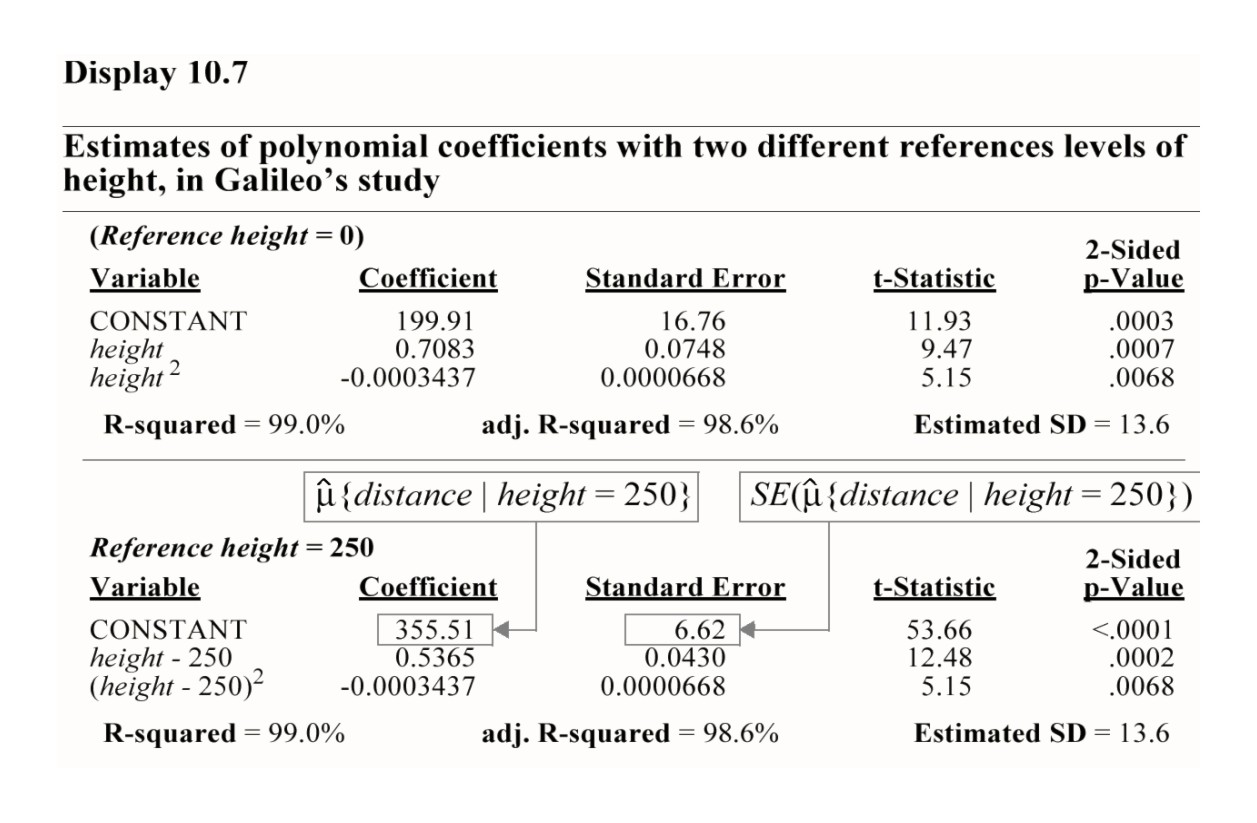 Display 10.7
Estimates of polynomial coefficients with two different references levels of
height, in Galileo's study
(Reference height = 0)
2-Sided
Variable Coefficient Standard Error t-Statistic p-Value
CONSTANT 199.91 16.76 11.93 .0003
height 0.7083 0.0748 9.47 .0007
height 2 -0.0003437 0.0000668 5.15 .0068
R-squared = 99.0% adj. R-squared = 98.6% Estimated SD = 13.6
μ̂{distance | height = 250} SE(μ̂{distance | height = 250})
Reference height = 250
2-Sided
Variable Coefficient Standard Error t-Statistic p-Value
CONSTANT 355.51 6.62 53.66 <.0001
height - 250 0.5365 0.0430 12.48 .0002
(height - 250)2 -0.0003437 0.0000668 5.15 .0068
R-squared = 99.0% adj. R-squared = 98.6% Estimated SD = 13.6